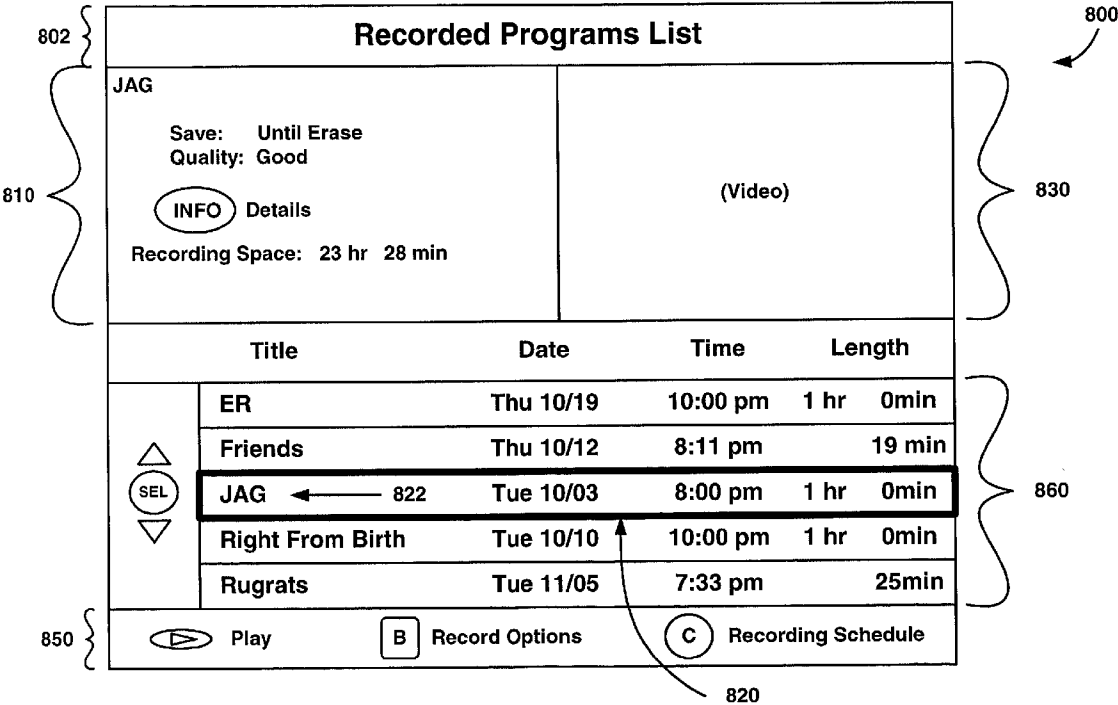 800
802
Recorded Programs List
JAG
Save: Until Erase
Quality: Good
810
INFO Details
(Video)
830
Recording Space: 23 hr 28 min
Title Date Time Length
ER Thu 10/19 10:00 pm 1 hr 0min
Friends Thu 10/12 8:11 pm 19 min
SEL JAG 822 Tue 10/03 8:00 pm 1 hr 0min
860
Right From Birth Tue 10/10 10:00 pm 1 hr 0min
Rugrats Tue 11/05 7:33 pm 25min
850
Play B Record Options C Recording Schedule
820